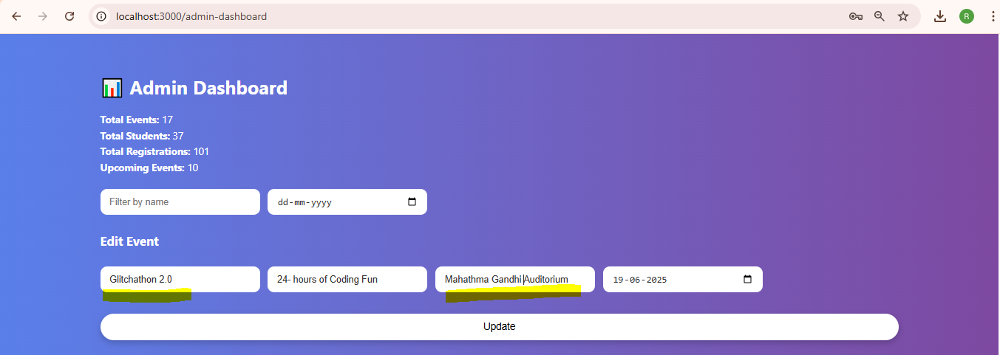 localhost:3000/admin-dashboard
R
Admin Dashboard
Total Events: 17
Total Students: 37
Total Registrations: 101
Upcoming Events: 10
Filter by name dd-mm-yyyy
Edit Event
Glitchathon 2.0 24- hours of Coding Fun Mahathma Gandhi Auditorium 19-06-2025
Update